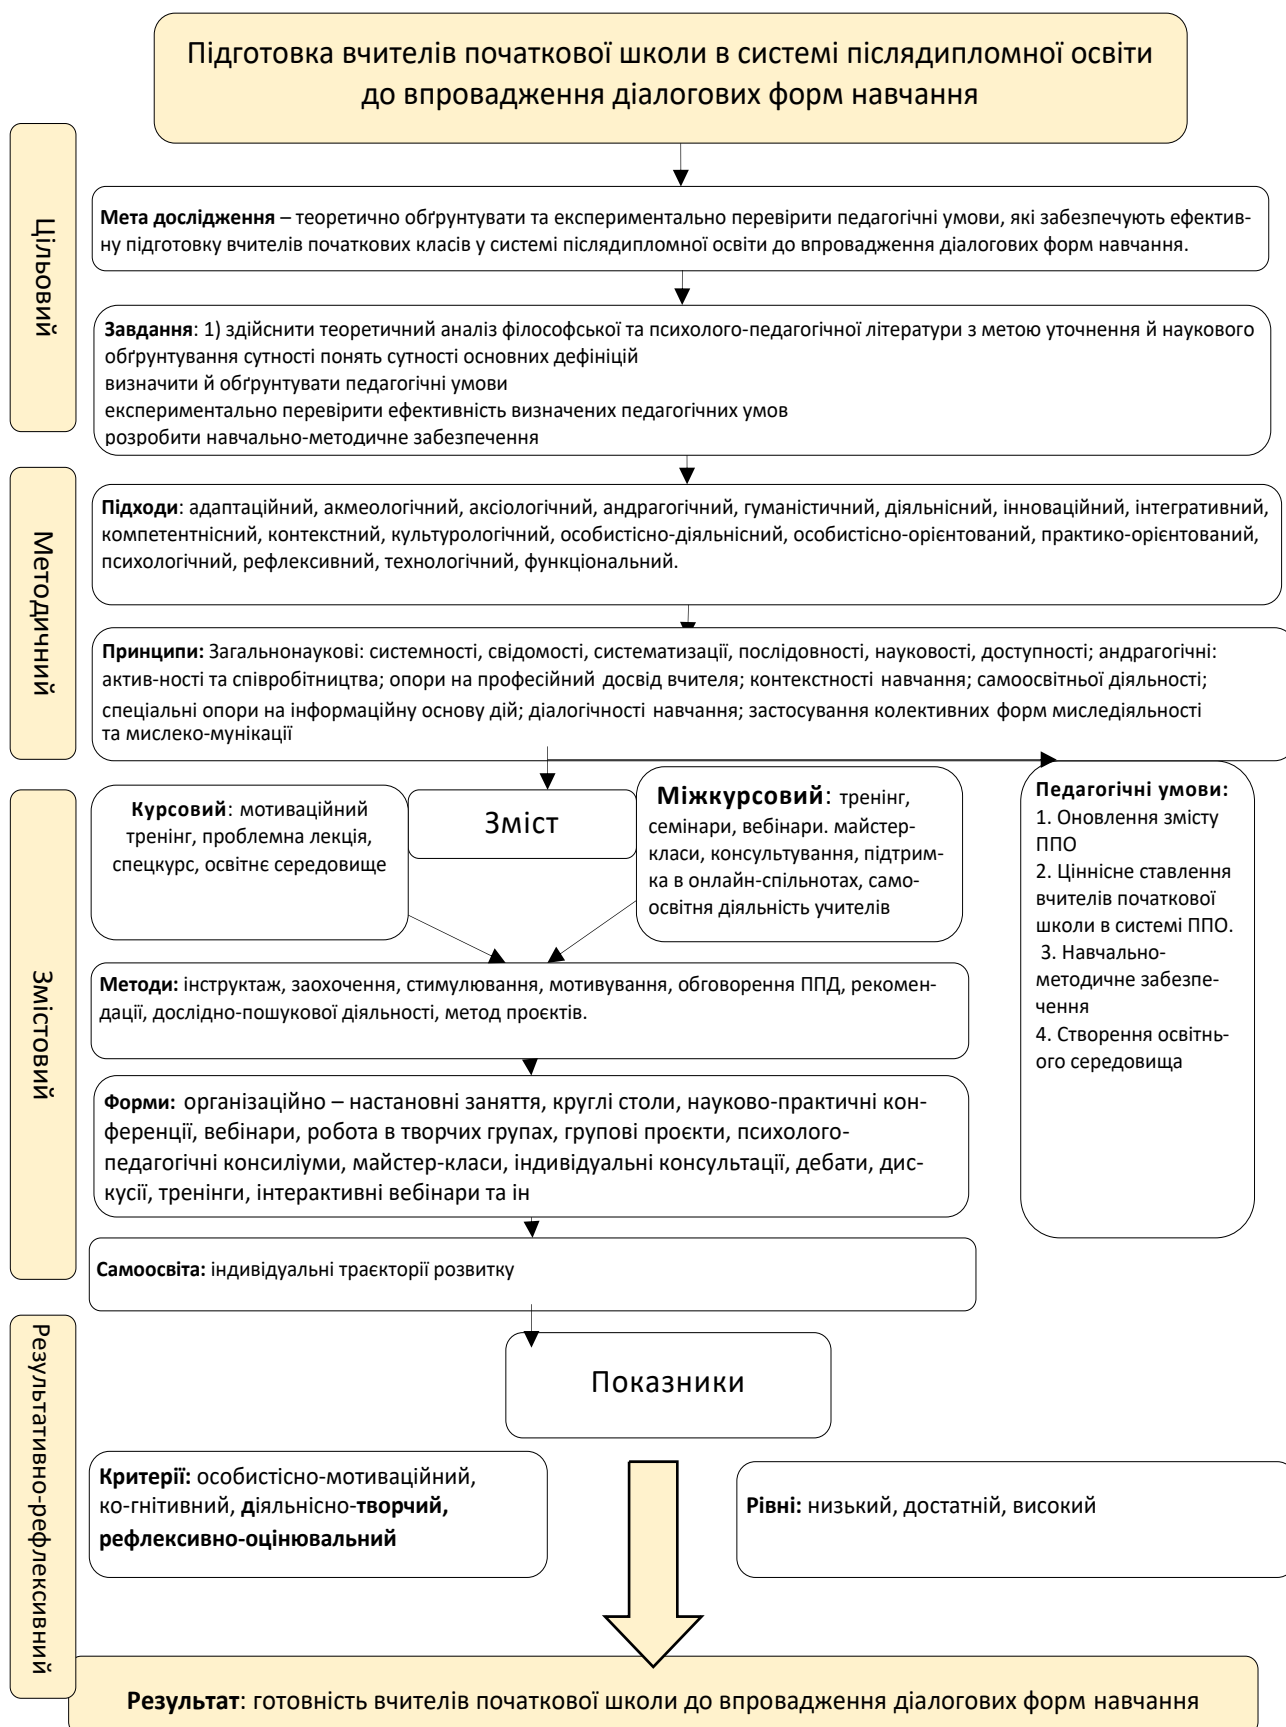 Підготовка вчителів початкової школи в системі післядипломної освіти
до впровадження діалогових форм навчання
Цільовий
Мета дослідження – теоретично обґрунтувати та експериментально перевірити педагогічні умови, які забезпечують ефектив-
ну підготовку вчителів початкових класів у системі післядипломної освіти до впровадження діалогових форм навчання.
Завдання: 1) здійснити теоретичний аналіз філософської та психолого-педагогічної літератури з метою уточнення й наукового
обґрунтування сутності понять сутності основних дефініцій
визначити й обґрунтувати педагогічні умови
експериментально перевірити ефективність визначених педагогічних умов
розробити навчально-методичне забезпечення
Методичний
Підходи: адаптаційний, акмеологічний, аксіологічний, андрагогічний, гуманістичний, діяльнісний, інноваційний, інтегративний,
компетентнісний, контекстний, культурологічний, особистісно-діяльнісний, особистісно-орієнтований, практико-орієнтований,
психологічний, рефлексивний, технологічний, функціональний.
Принципи: Загальнонаукові: системності, свідомості, систематизації, послідовності, науковості, доступності; андрагогічні:
актив-ності та співробітництва; опори на професійний досвід вчителя; контекстності навчання; самоосвітньої діяльності;
спеціальні опори на інформаційну основу дій; діалогічності навчання; застосування колективних форм миследіяльності
та мислеко-мунікації
Змістовий
Курсовий: мотиваційний
тренінг, проблемна лекція,
спецкурс, освітнє середовище
Зміст
Міжкурсовий: тренінг,
семінари, вебінари. майстер-
класи, консультування, підтрим-
ка в онлайн-спільнотах, само-
освітня діяльність учителів
Педагогічні умови:
1. Оновлення змісту
ППО
2. Ціннісне ставлення
вчителів початкової
школи в системі ППО.
3. Навчально-
методичне забезпе-
чення
4. Створення освітнь-
ого середовища
Методи: інструктаж, заохочення, стимулювання, мотивування, обговорення ППД, рекомен-
дації, дослідно-пошукової діяльності, метод проєктів.
Форми: організаційно – настановні заняття, круглі столи, науково-практичні кон-
ференції, вебінари, робота в творчих групах, групові проєкти, психолого-
педагогічні консиліуми, майстер-класи, індивідуальні консультації, дебати, дис-
кусії, тренінги, інтерактивні вебінари та ін
Самоосвіта: індивідуальні траєкторії розвитку
Результативно-рефлексивний
Показники
Критерії: особистісно-мотиваційний,
ко-гнітивний, діяльнісно-творчий,
рефлексивно-оцінювальний
Рівні: низький, достатній, високий
Результат: готовність вчителів початкової школи до впровадження діалогових форм навчання